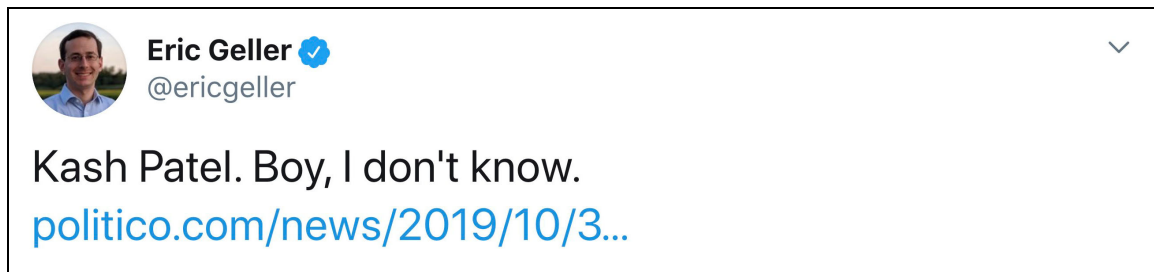 Eric Geller
@ericgeller
Kash Patel. Boy, I don't know.
politico.com/news/2019/10/3...